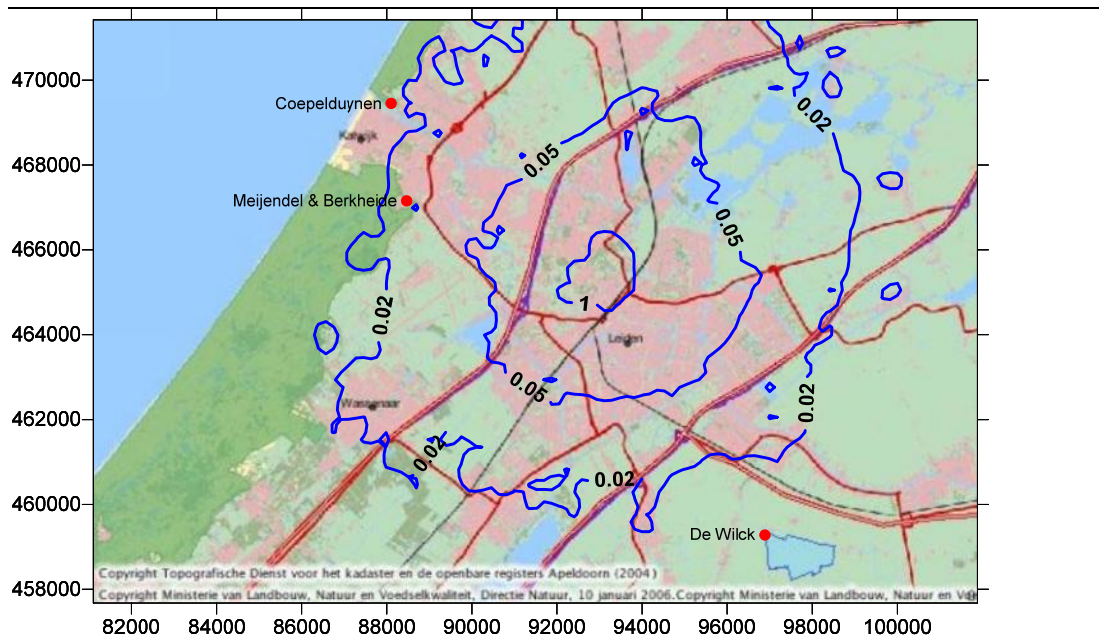 470000
Coepelduynen
0.02
Katwijk
468000
0.05
Meijendel & Berkheide
466000
0.05
0.02
1
464000
Leiden
0.05
0.02
Wassenaar
462000
0.02
0.02
460000
De Wilck
Copyright Topografische Dienst voor het kadaster en de openbare registers Apeldoorn (2004)
458000
Copyright Ministerie van Landbouw, Natuur en Voedselkwaliteit, Directie Natuur, 10 januari 2006.Copyright Ministerie van Landbouw, Natuur en
82000 84000 86000 88000 90000 92000 94000 96000 98000 100000